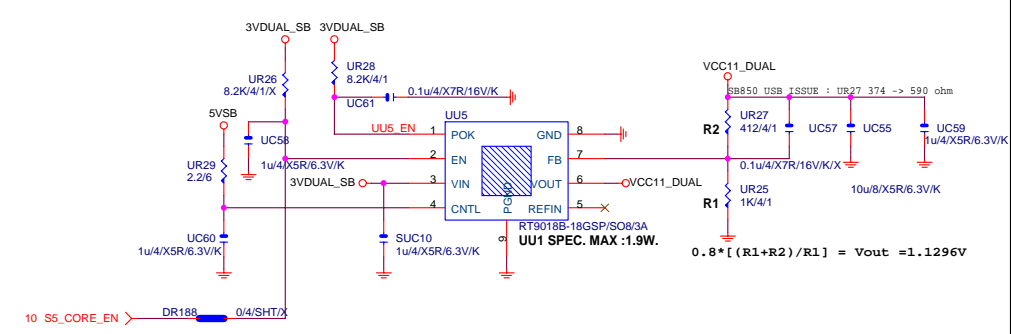 3VDUAL_SB
3VDUAL_SB
UR26
8.2K/4/1/X
UR28
8.2K/4/1
UC61
0.1u/4/X7R/16V/K
5VSB
UC58
1u/4/X5R/6.3V/K
UR29
2.2/6
UU5_EN
3VDUAL_SB
UC60
1u/4/X5R/6.3V/K
SUC10
1u/4/X5R/6.3V/K
UU5
1 POK GND 8
2 EN FB 7
3 VIN VOUT 6
4 CNTL REFIN 5
PGND
9
RT9018B-18GSP/SO8/3A
UU1 SPEC. MAX :1.9W.
VCC11_DUAL
VCC11_DUAL
SB850 USB ISSUE : UR27 374 -> 590 ohm
R2
UR27
412/4/1
UC57
UC55
UC59
1u/4/X5R/6.3V/K
0.1u/4/X7R/16V/K/X
R1
UR25
1K/4/1
10u/8/X5R/6.3V/K
0.8*[(R1+R2)/R1] = Vout =1.1296V
10 S5_CORE_EN
DR188
0/4/SHT/X